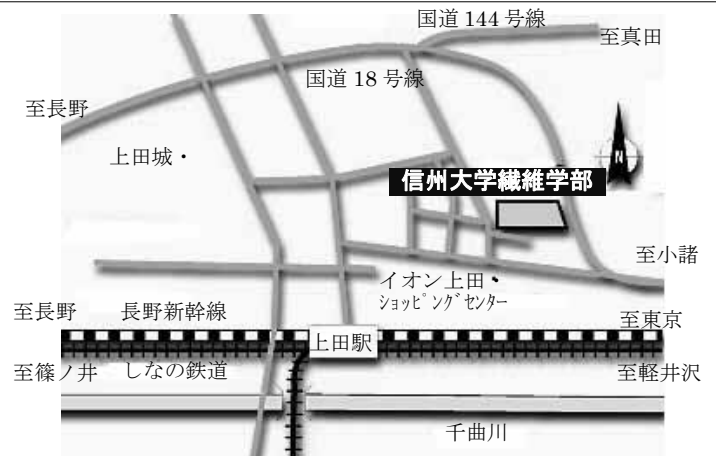 国道 144 号線
至真田
国道 18 号線
至長野
上田城・
N
信州大学繊維学部
至小諸
イオン上田・
ショッピングセンター
至長野
長野新幹線
至東京
上田駅
至篠ノ井
しなの鉄道
至軽井沢
千曲川